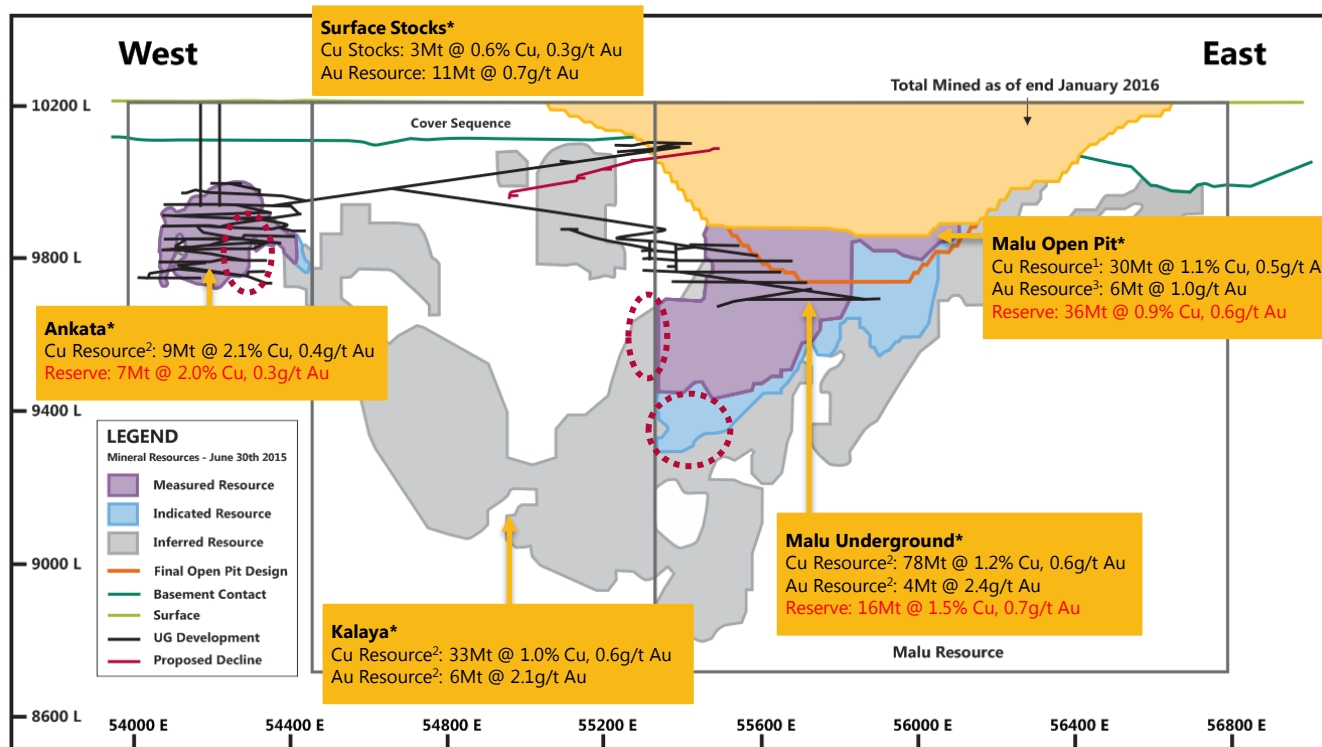 Surface Stocks*
Cu Stocks: 3Mt @ 0.6% Cu, 0.3g/t Au
Au Resource: 11Mt @ 0.7g/t Au
West
East
Total Mined as of end January 2016
10200 L
Cover Sequence
9800 L
Malu Open Pit*
Cu Resource¹: 30Mt @ 1.1% Cu, 0.5g/t A
Au Resource³: 6Mt @ 1.0g/t Au
Reserve: 36Mt @ 0.9% Cu, 0.6g/t Au
Ankata*
Cu Resource²: 9Mt @ 2.1% Cu, 0.4g/t Au
Reserve: 7Mt @ 2.0% Cu, 0.3g/t Au
9400 L
LEGEND
Mineral Resources - June 30th 2015
Measured Resource
Indicated Resource
Inferred Resource
Final Open Pit Design
Basement Contact
Surface
UG Development
Proposed Decline
9000 L
Malu Underground*
Cu Resource²: 78Mt @ 1.2% Cu, 0.6g/t Au
Au Resource²: 4Mt @ 2.4g/t Au
Reserve: 16Mt @ 1.5% Cu, 0.7g/t Au
Kalaya*
Cu Resource²: 33Mt @ 1.0% Cu, 0.6g/t Au
Au Resource²: 6Mt @ 2.1g/t Au
Malu Resource
8600 L
54000 E
54400 E
54800 E
55200 E
55600 E
56000 E
56400 E
56800 E